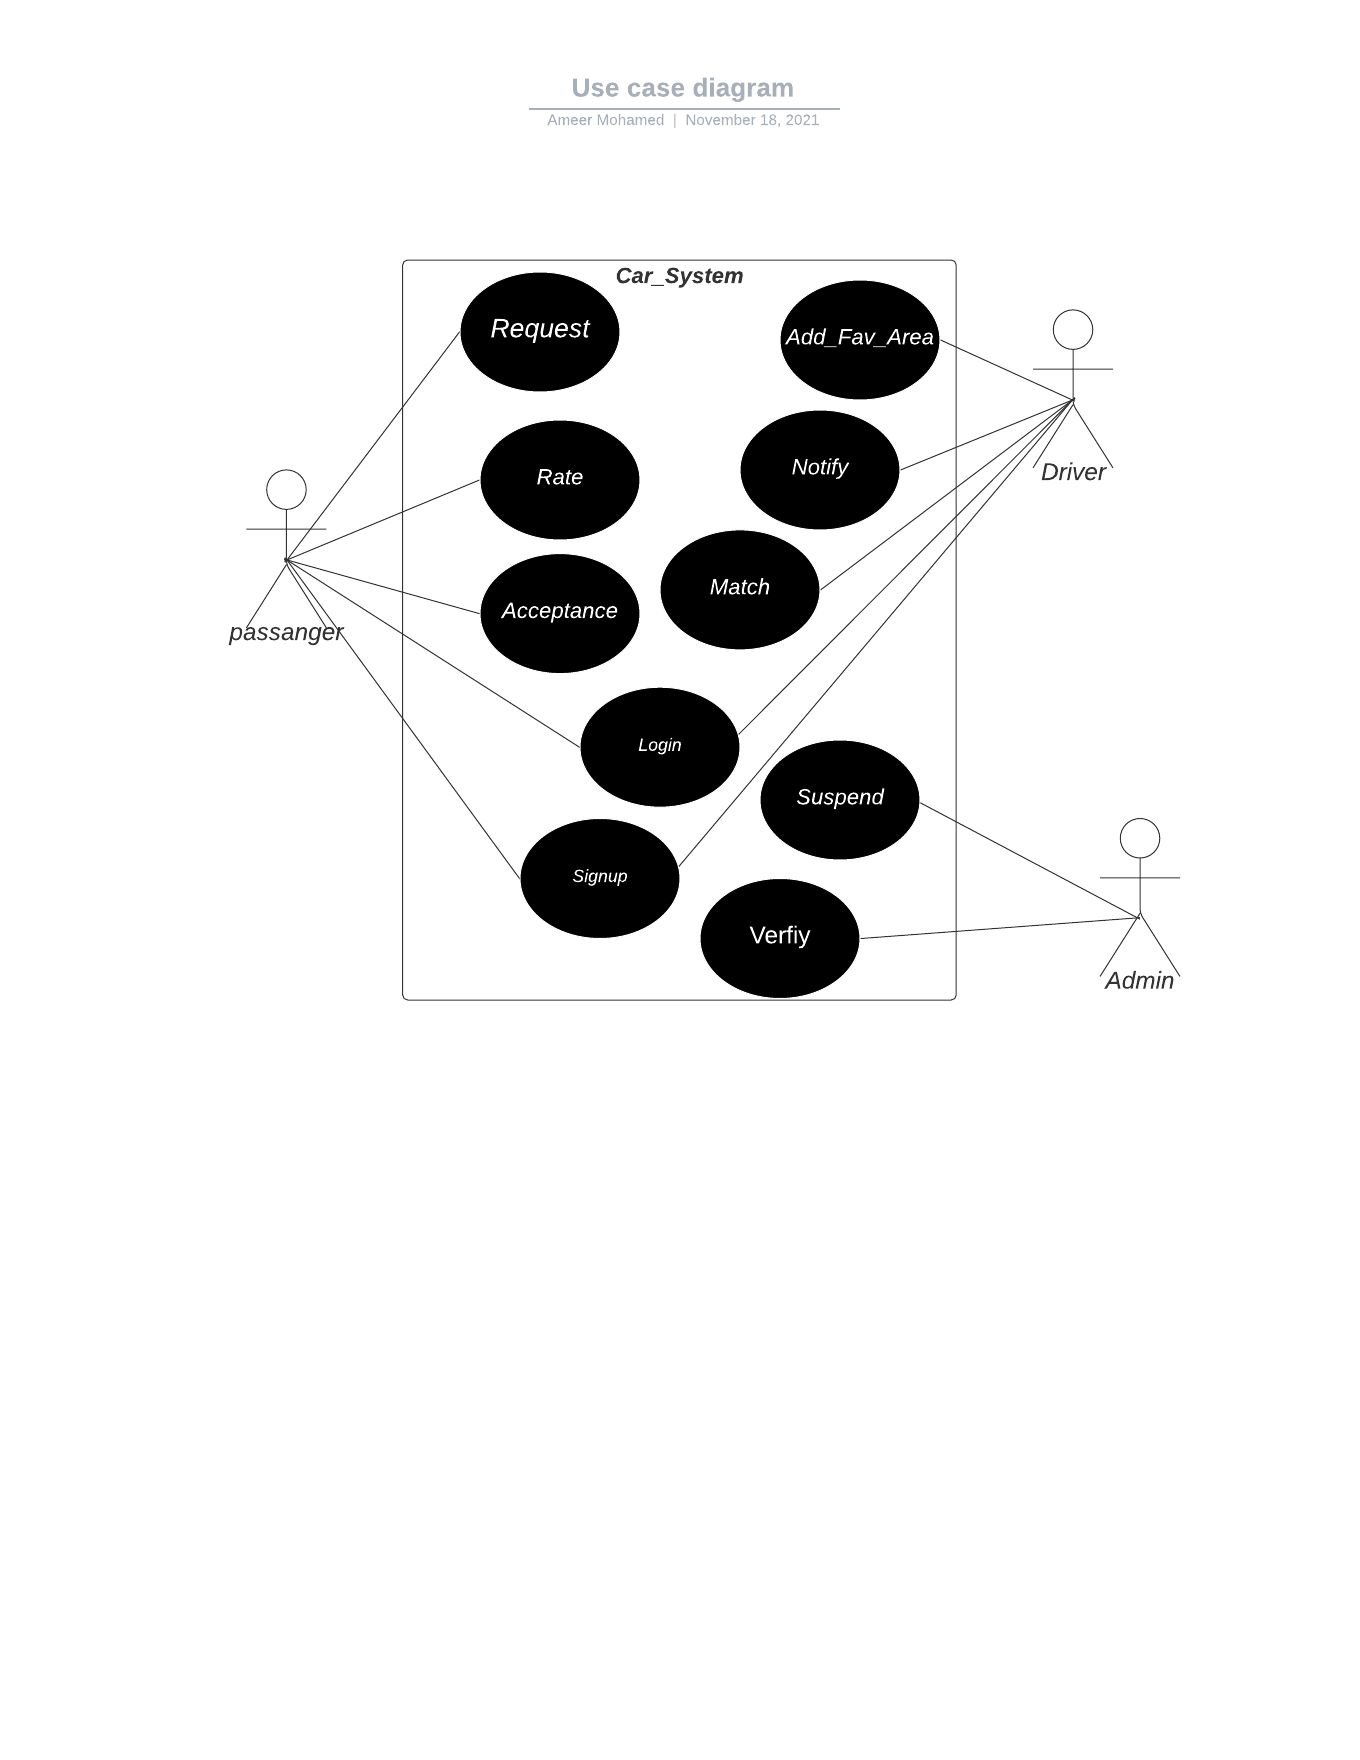 Use case diagram
Ameer Mohamed | November 18, 2021
Car_System
Request
Add_Fav_Area
Notify
Rate
Driver
Match
Acceptance
passanger
Login
Suspend
Signup
Verfiy
Admin